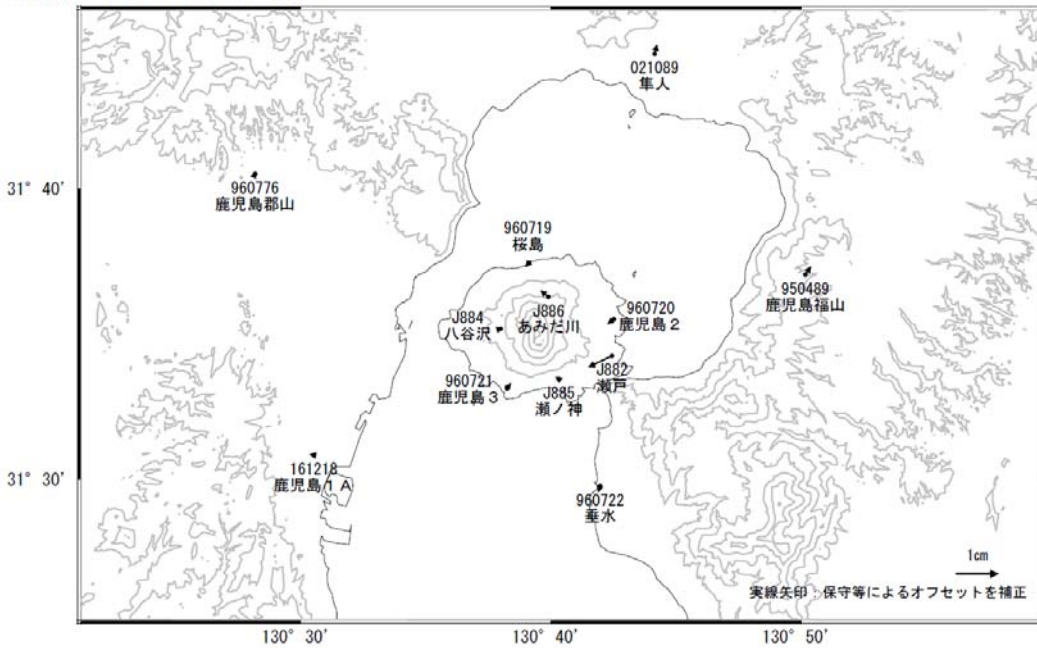 021089
隼人
31° 40'
960776
鹿児島郡山
960719
桜島
950489
鹿児島福山
J886
あみだ川
960720
鹿児島2
J884
八谷沢
J882
瀬戸
960721
鹿児島3
J885
瀬ノ神
31° 30'
161218
鹿児島1A
960722
垂水
1cm
実線矢印:保守等によるオフセットを補正
130° 30'
130° 40'
130° 50'